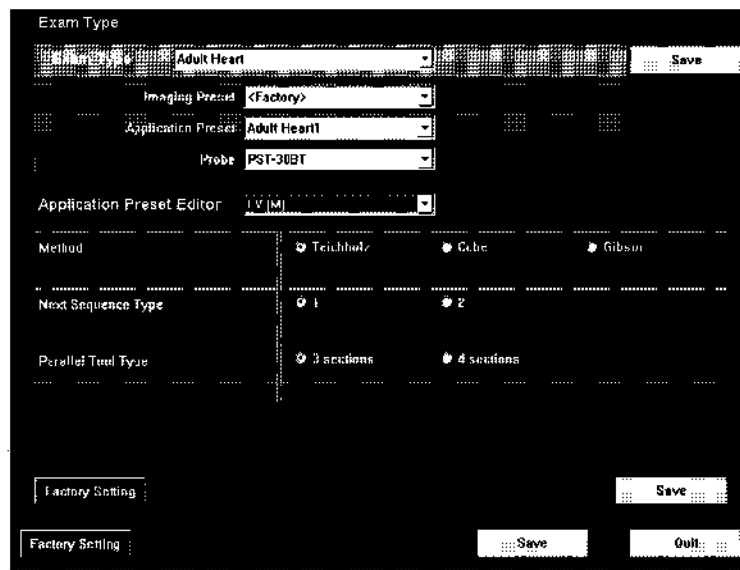 Exam Type
Exam Type Adult Heart Save
Imaging Preset <Factory>
Application Preset Adult Heart1
Probe PST-30BT
Application Preset Editor LV [M]
Method Teichholz Cube Gibson
Next Sequence Type 1 2
Parallel Tool Type 3 sections 4 sections
Factory Setting Save
Factory Setting Save Quit